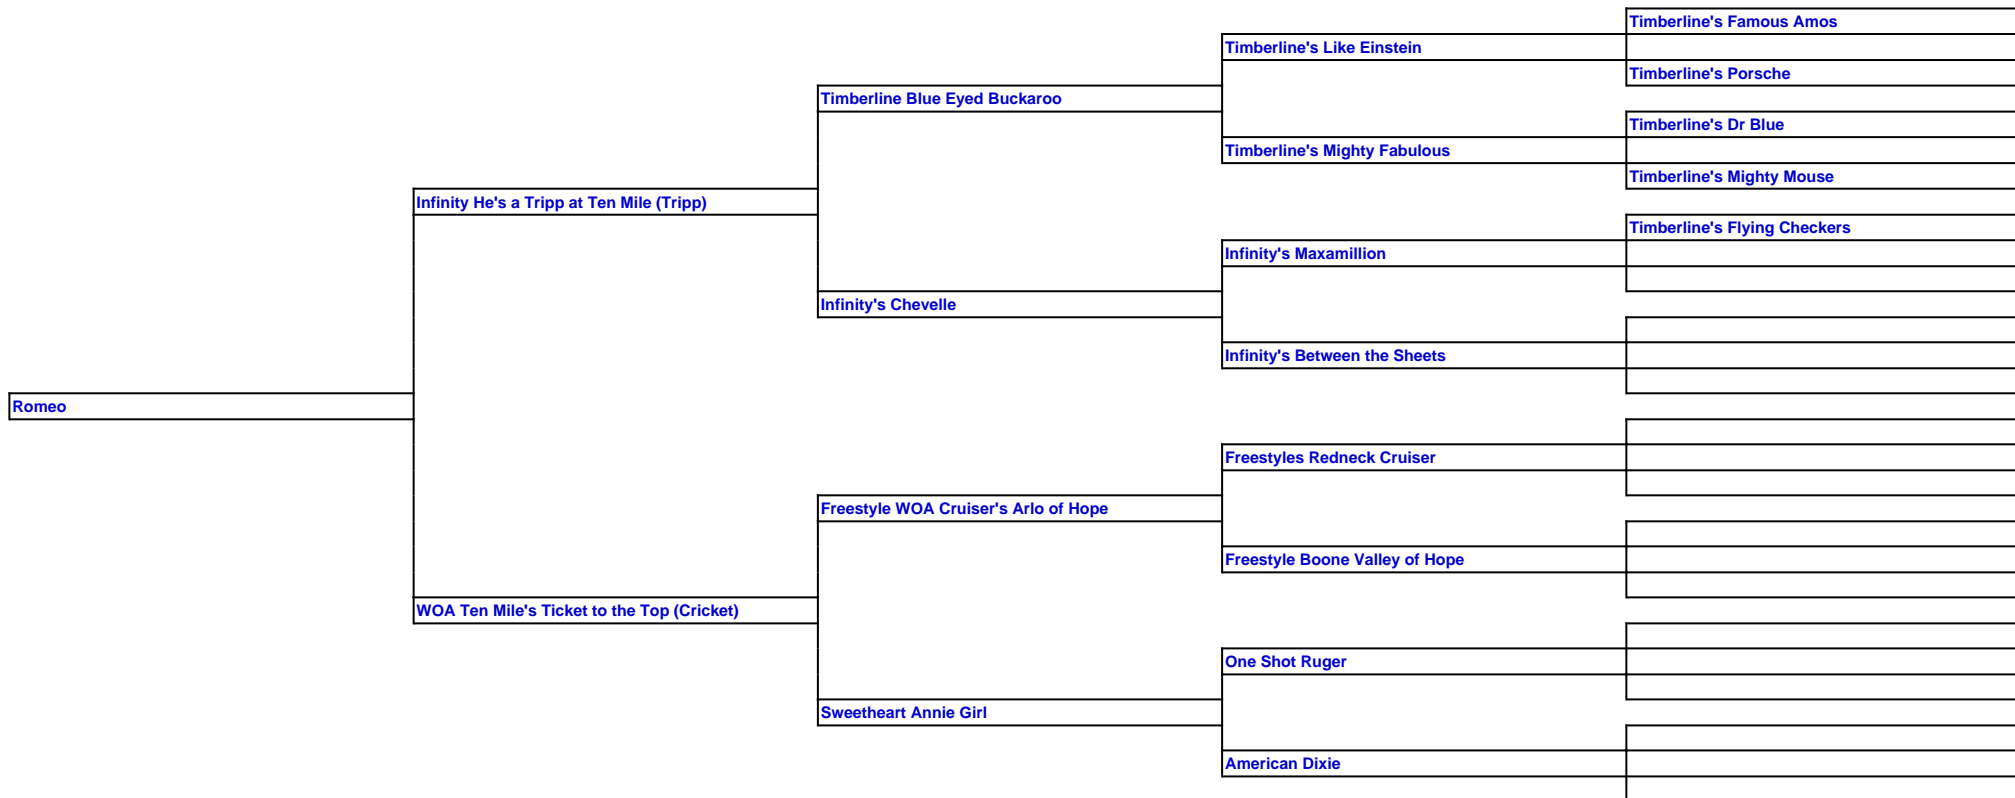 Timberline's Famous Amos
Timberline's Like Einstein
Timberline's Porsche
Timberline Blue Eyed Buckaroo
Timberline's Dr Blue
Timberline's Mighty Fabulous
Timberline's Mighty Mouse
Infinity He's a Tripp at Ten Mile (Tripp)
Timberline's Flying Checkers
Infinity's Maxamillion
Infinity's Chevelle
Infinity's Between the Sheets
Romeo
Freestyles Redneck Cruiser
Freestyle WOA Cruiser's Arlo of Hope
Freestyle Boone Valley of Hope
WOA Ten Mile's Ticket to the Top (Cricket)
One Shot Ruger
Sweetheart Annie Girl
American Dixie